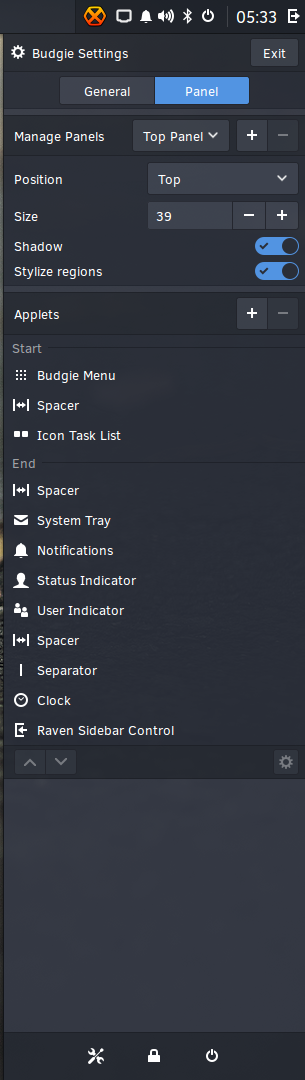 05:33
Budgie Settings Exit
General Panel
Manage Panels Top Panel
Position Top
Size 39
Shadow
Stylize regions
Applets
Start
Budgie Menu
Spacer
Icon Task List
End
Spacer
System Tray
Notifications
Status Indicator
User Indicator
Spacer
Separator
Clock
Raven Sidebar Control